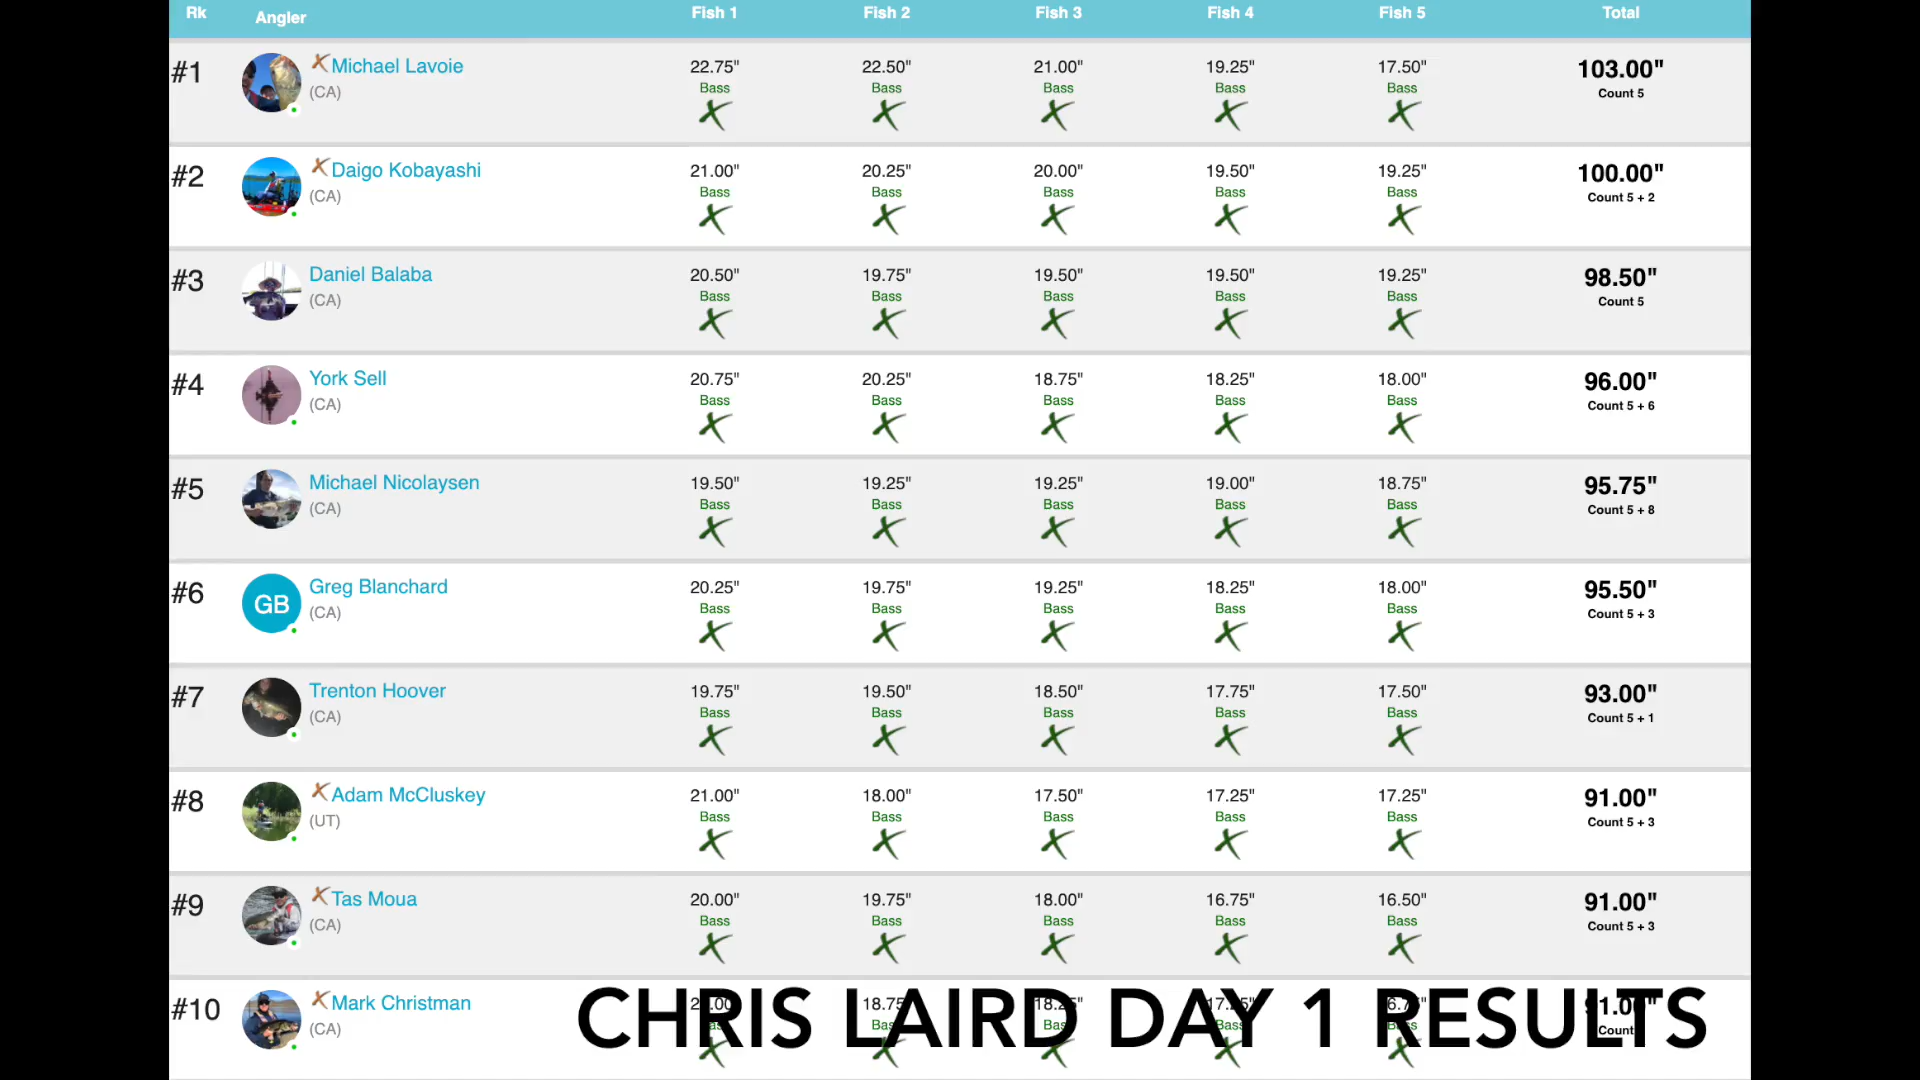 Rk Angler Fish 1 Fish 2 Fish 3 Fish 4 Fish 5 Total
#1 Michael Lavoie 22.75" 22.50" 21.00" 19.25" 17.50" 103.00"
(CA) Bass Bass Bass Bass Bass Count 5
#2 Daigo Kobayashi 21.00" 20.25" 20.00" 19.50" 19.25" 100.00"
(CA) Bass Bass Bass Bass Bass Count 5 + 2
#3 Daniel Balaba 20.50" 19.75" 19.50" 19.50" 19.25" 98.50"
(CA) Bass Bass Bass Bass Bass Count 5
#4 York Sell 20.75" 20.25" 18.75" 18.25" 18.00" 96.00"
(CA) Bass Bass Bass Bass Bass Count 5 + 6
#5 Michael Nicolaysen 19.50" 19.25" 19.25" 19.00" 18.75" 95.75"
(CA) Bass Bass Bass Bass Bass Count 5 + 8
#6 GB Greg Blanchard 20.25" 19.75" 19.25" 18.25" 18.00" 95.50"
(CA) Bass Bass Bass Bass Bass Count 5 + 3
#7 Trenton Hoover 19.75" 19.50" 18.50" 17.75" 17.50" 93.00"
(CA) Bass Bass Bass Bass Bass Count 5 + 1
#8 Adam McCluskey 21.00" 18.00" 17.50" 17.25" 17.25" 91.00"
(UT) Bass Bass Bass Bass Bass Count 5 + 3
#9 Tas Moua 20.00" 19.75" 18.00" 16.75" 16.50" 91.00"
(CA) Bass Bass Bass Bass Bass Count 5 + 3
#10 Mark Christman 18.75"
(CA) Bass Bass Bass Bass Bass Count
CHRIS LAIRD DAY 1 RESULTS